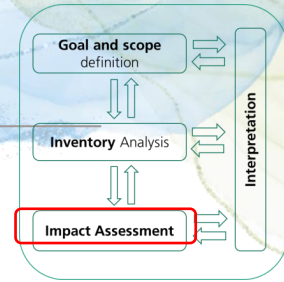 Goal and scope
definition
Inventory Analysis
Impact Assessment
Interpretation